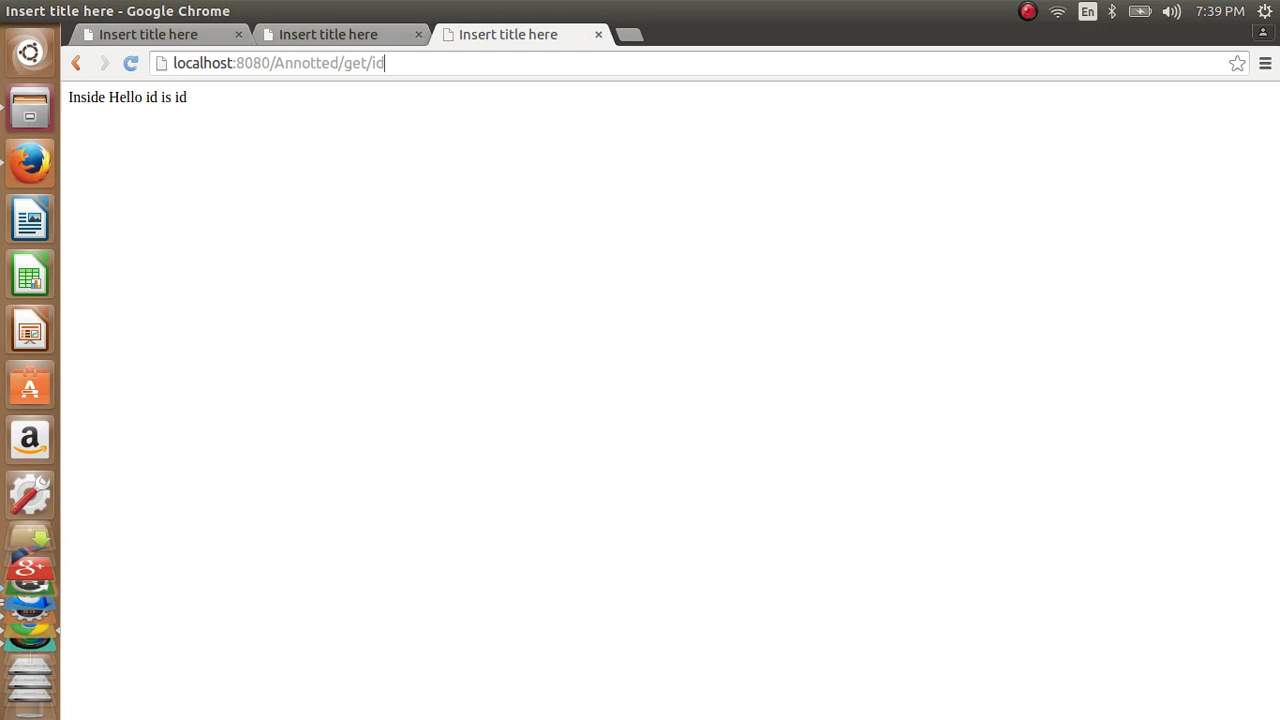 Insert title here - Google Chrome
En
7:39 PM
Insert title here
Insert title here
Insert title here
localhost:8080/Annotted/get/id
Inside Hello id is id